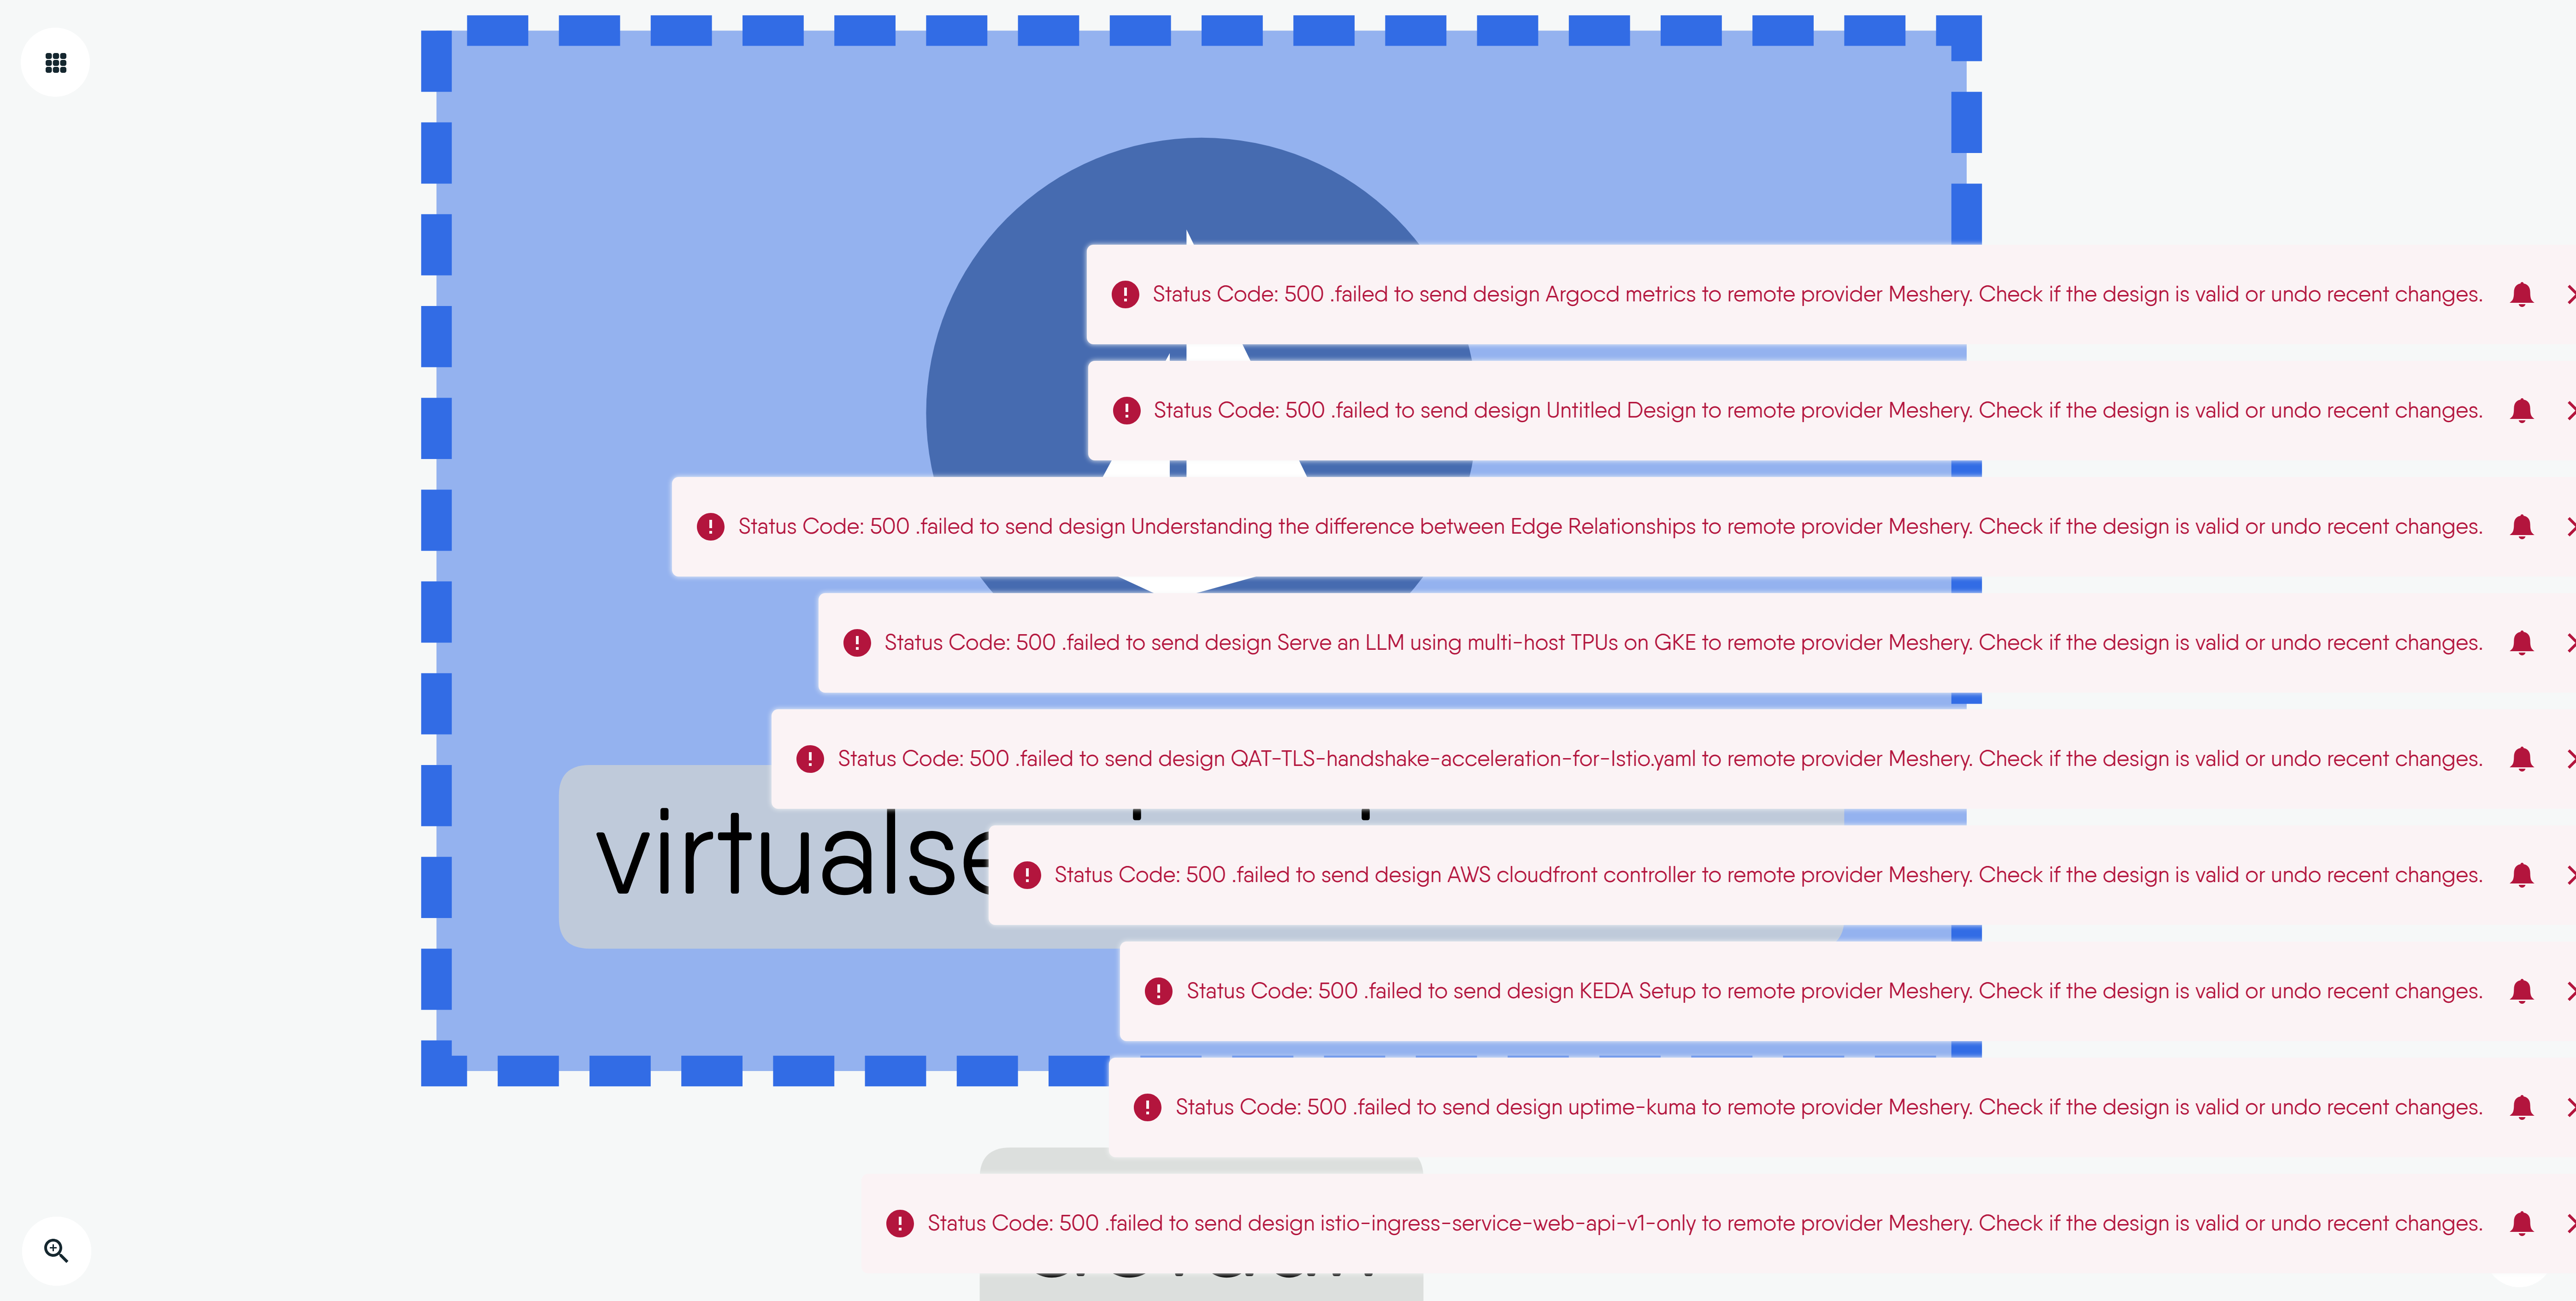 Status Code: 500 .failed to send design Argocd metrics to remote provider Meshery. Check if the design is valid or undo recent changes.
Status Code: 500 .failed to send design Untitled Design to remote provider Meshery. Check if the design is valid or undo recent changes.
Status Code: 500 .failed to send design Understanding the difference between Edge Relationships to remote provider Meshery. Check if the design is valid or undo recent changes.
Status Code: 500 .failed to send design Serve an LLM using multi-host TPUs on GKE to remote provider Meshery. Check if the design is valid or undo recent changes.
Status Code: 500 .failed to send design QAT-TLS-handshake-acceleration-for-Istio.yaml to remote provider Meshery. Check if the design is valid or undo recent changes.
Status Code: 500 .failed to send design AWS cloudfront controller to remote provider Meshery. Check if the design is valid or undo recent changes.
Status Code: 500 .failed to send design KEDA Setup to remote provider Meshery. Check if the design is valid or undo recent changes.
Status Code: 500 .failed to send design uptime-kuma to remote provider Meshery. Check if the design is valid or undo recent changes.
Status Code: 500 .failed to send design istio-ingress-service-web-api-v1-only to remote provider Meshery. Check if the design is valid or undo recent changes.